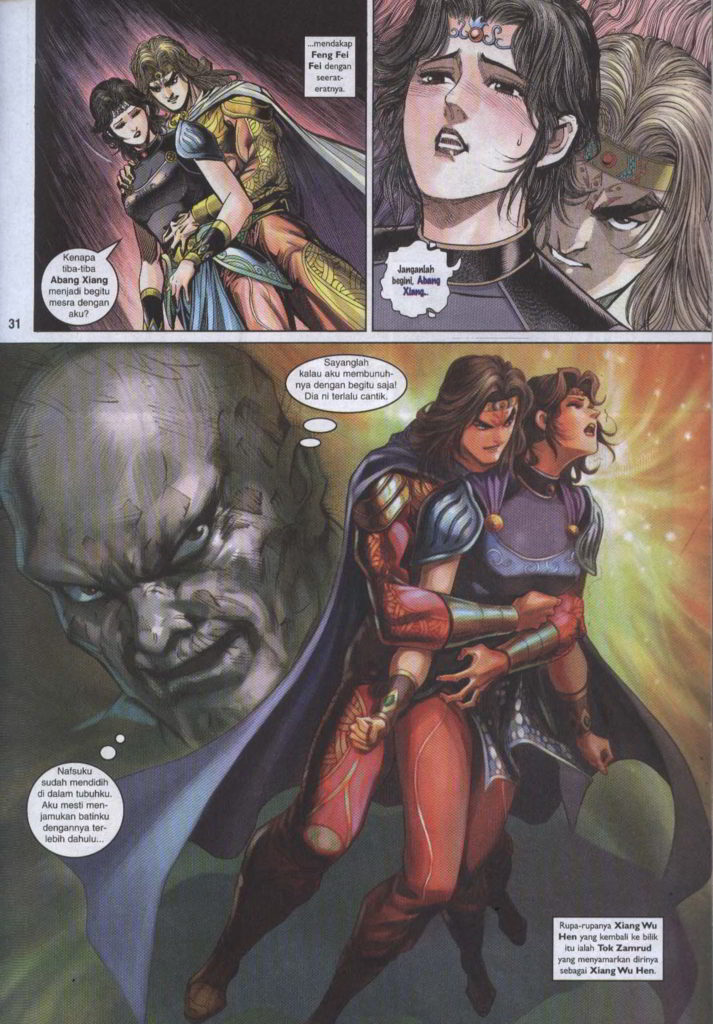 ...mendakap
Feng Fei
Fei dengan
seerat-
eratnya.
Kenapa
tiba-tiba
Abang Xiang
menjadi begitu
mesra dengan
aku?
Janganlah
begini, Abang
Xiang..
31
Sayanglah
kalau aku membunuh-
nya dengan begitu saja!
Dia ni terlalu cantik.
Nafsuku
sudah mendidih
di dalam tubuhku.
Aku mesti men-
jamukan batinku
dengannya ter-
lebih dahulu...
Rupa-rupanya Xiang Wu
Hen yang kembali ke bilik
itu ialah Tok Zamrud
yang menyamarkan dirinya
sebagai Xiang Wu Hen.